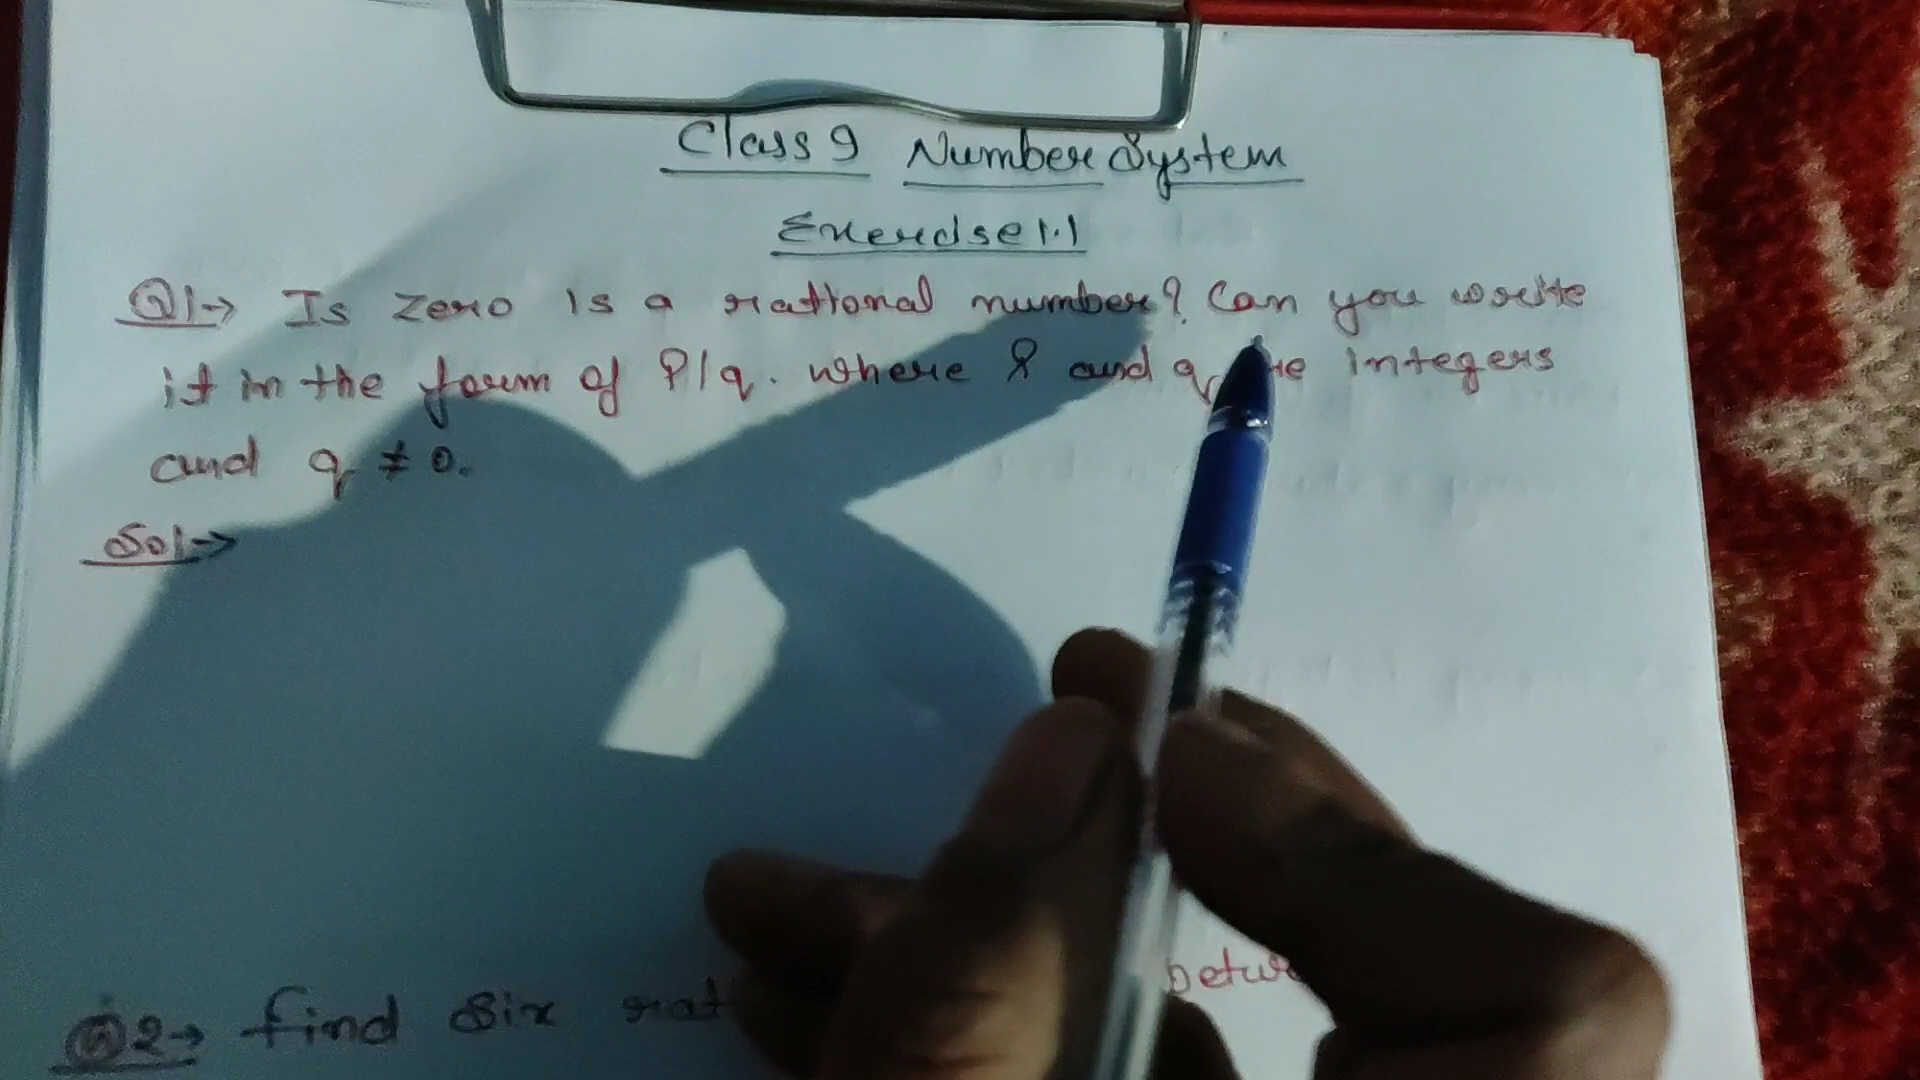 Class 9 Number System
Exercise 1.1
Q1→ Is Zero is a rational number? Can you write
it in the form of P/q. where P and q integers
and q ≠ 0.
Sol→
Q2→ find Six